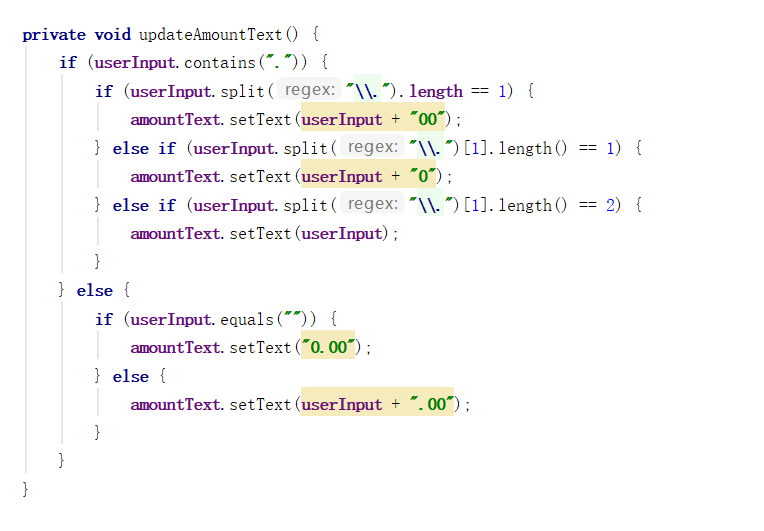 private void updateAmountText() {
    if (userInput.contains(".")) {
        if (userInput.split( regex: "\\.").length == 1) {
            amountText.setText(userInput + "00");
        } else if (userInput.split( regex: "\\.")[1].length() == 1) {
            amountText.setText(userInput + "0");
        } else if (userInput.split( regex: "\\.")[1].length() == 2) {
            amountText.setText(userInput);
        }
    } else {
        if (userInput.equals("")) {
            amountText.setText("0.00");
        } else {
            amountText.setText(userInput + ".00");
        }
    }
}